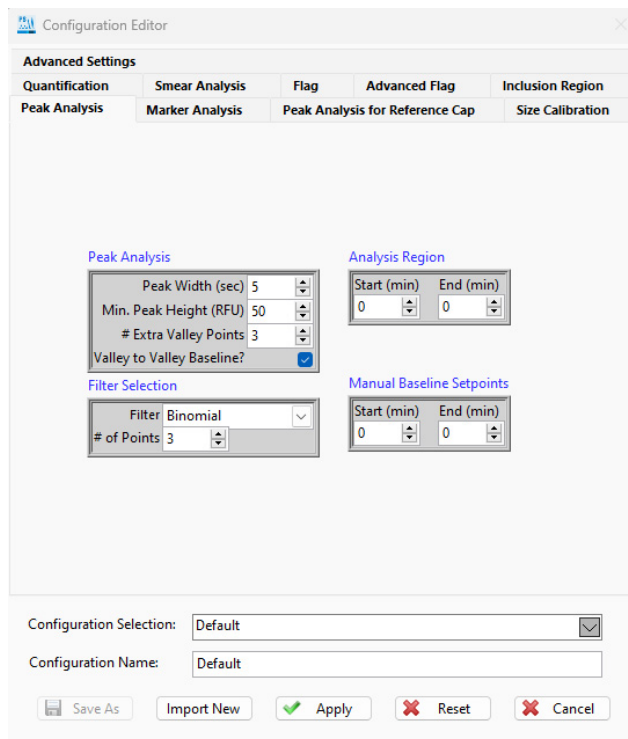 Configuration Editor
Advanced Settings
Quantification Smear Analysis Flag Advanced Flag Inclusion Region
Peak Analysis Marker Analysis Peak Analysis for Reference Cap Size Calibration
Peak Analysis
Peak Width (sec) 5
Min. Peak Height (RFU) 50
# Extra Valley Points 3
Valley to Valley Baseline?
Analysis Region
Start (min) End (min)
0 0
Filter Selection
Filter Binomial
# of Points 3
Manual Baseline Setpoints
Start (min) End (min)
0 0
Configuration Selection: Default
Configuration Name: Default
Save As Import New Apply Reset Cancel